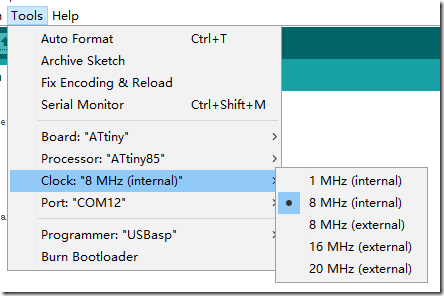 Tools Help
Auto Format Ctrl+T
Archive Sketch
Fix Encoding & Reload
Serial Monitor Ctrl+Shift+M
Board: "ATtiny"
Processor: "ATtiny85"
Clock: "8 MHz (internal)"
Port: "COM12"
Programmer: "USBasp"
Burn Bootloader
1 MHz (internal)
8 MHz (internal)
8 MHz (external)
16 MHz (external)
20 MHz (external)